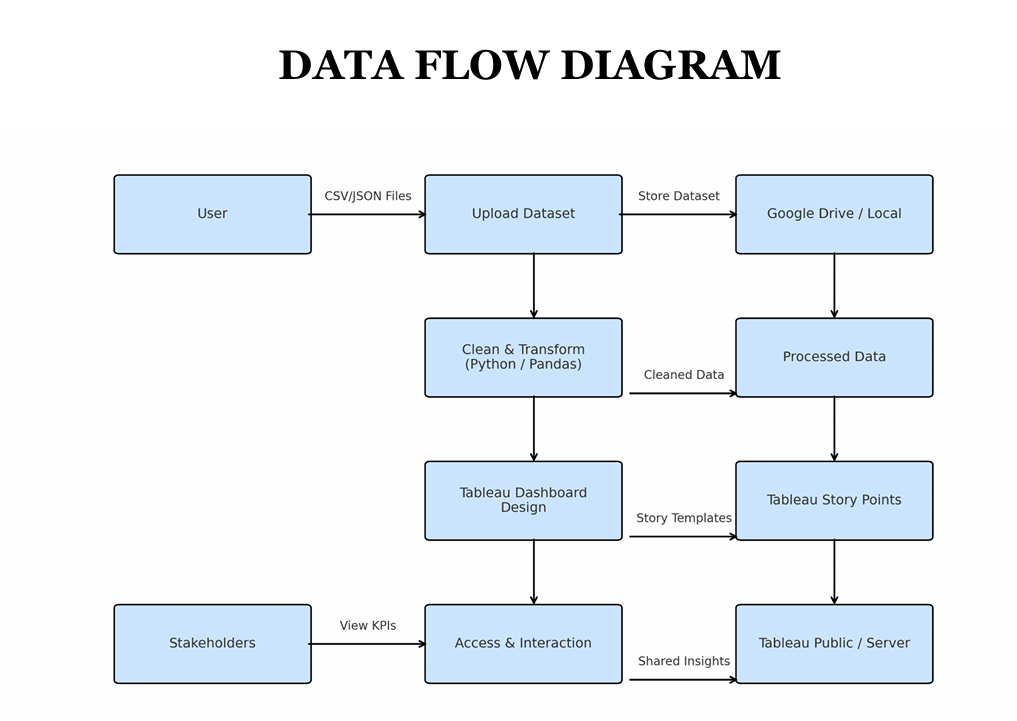 DATA FLOW DIAGRAM
User
CSV/JSON Files
Upload Dataset
Store Dataset
Google Drive / Local
Clean & Transform
(Python / Pandas)
Cleaned Data
Processed Data
Tableau Dashboard
Design
Story Templates
Tableau Story Points
Stakeholders
View KPIs
Access & Interaction
Shared Insights
Tableau Public / Server